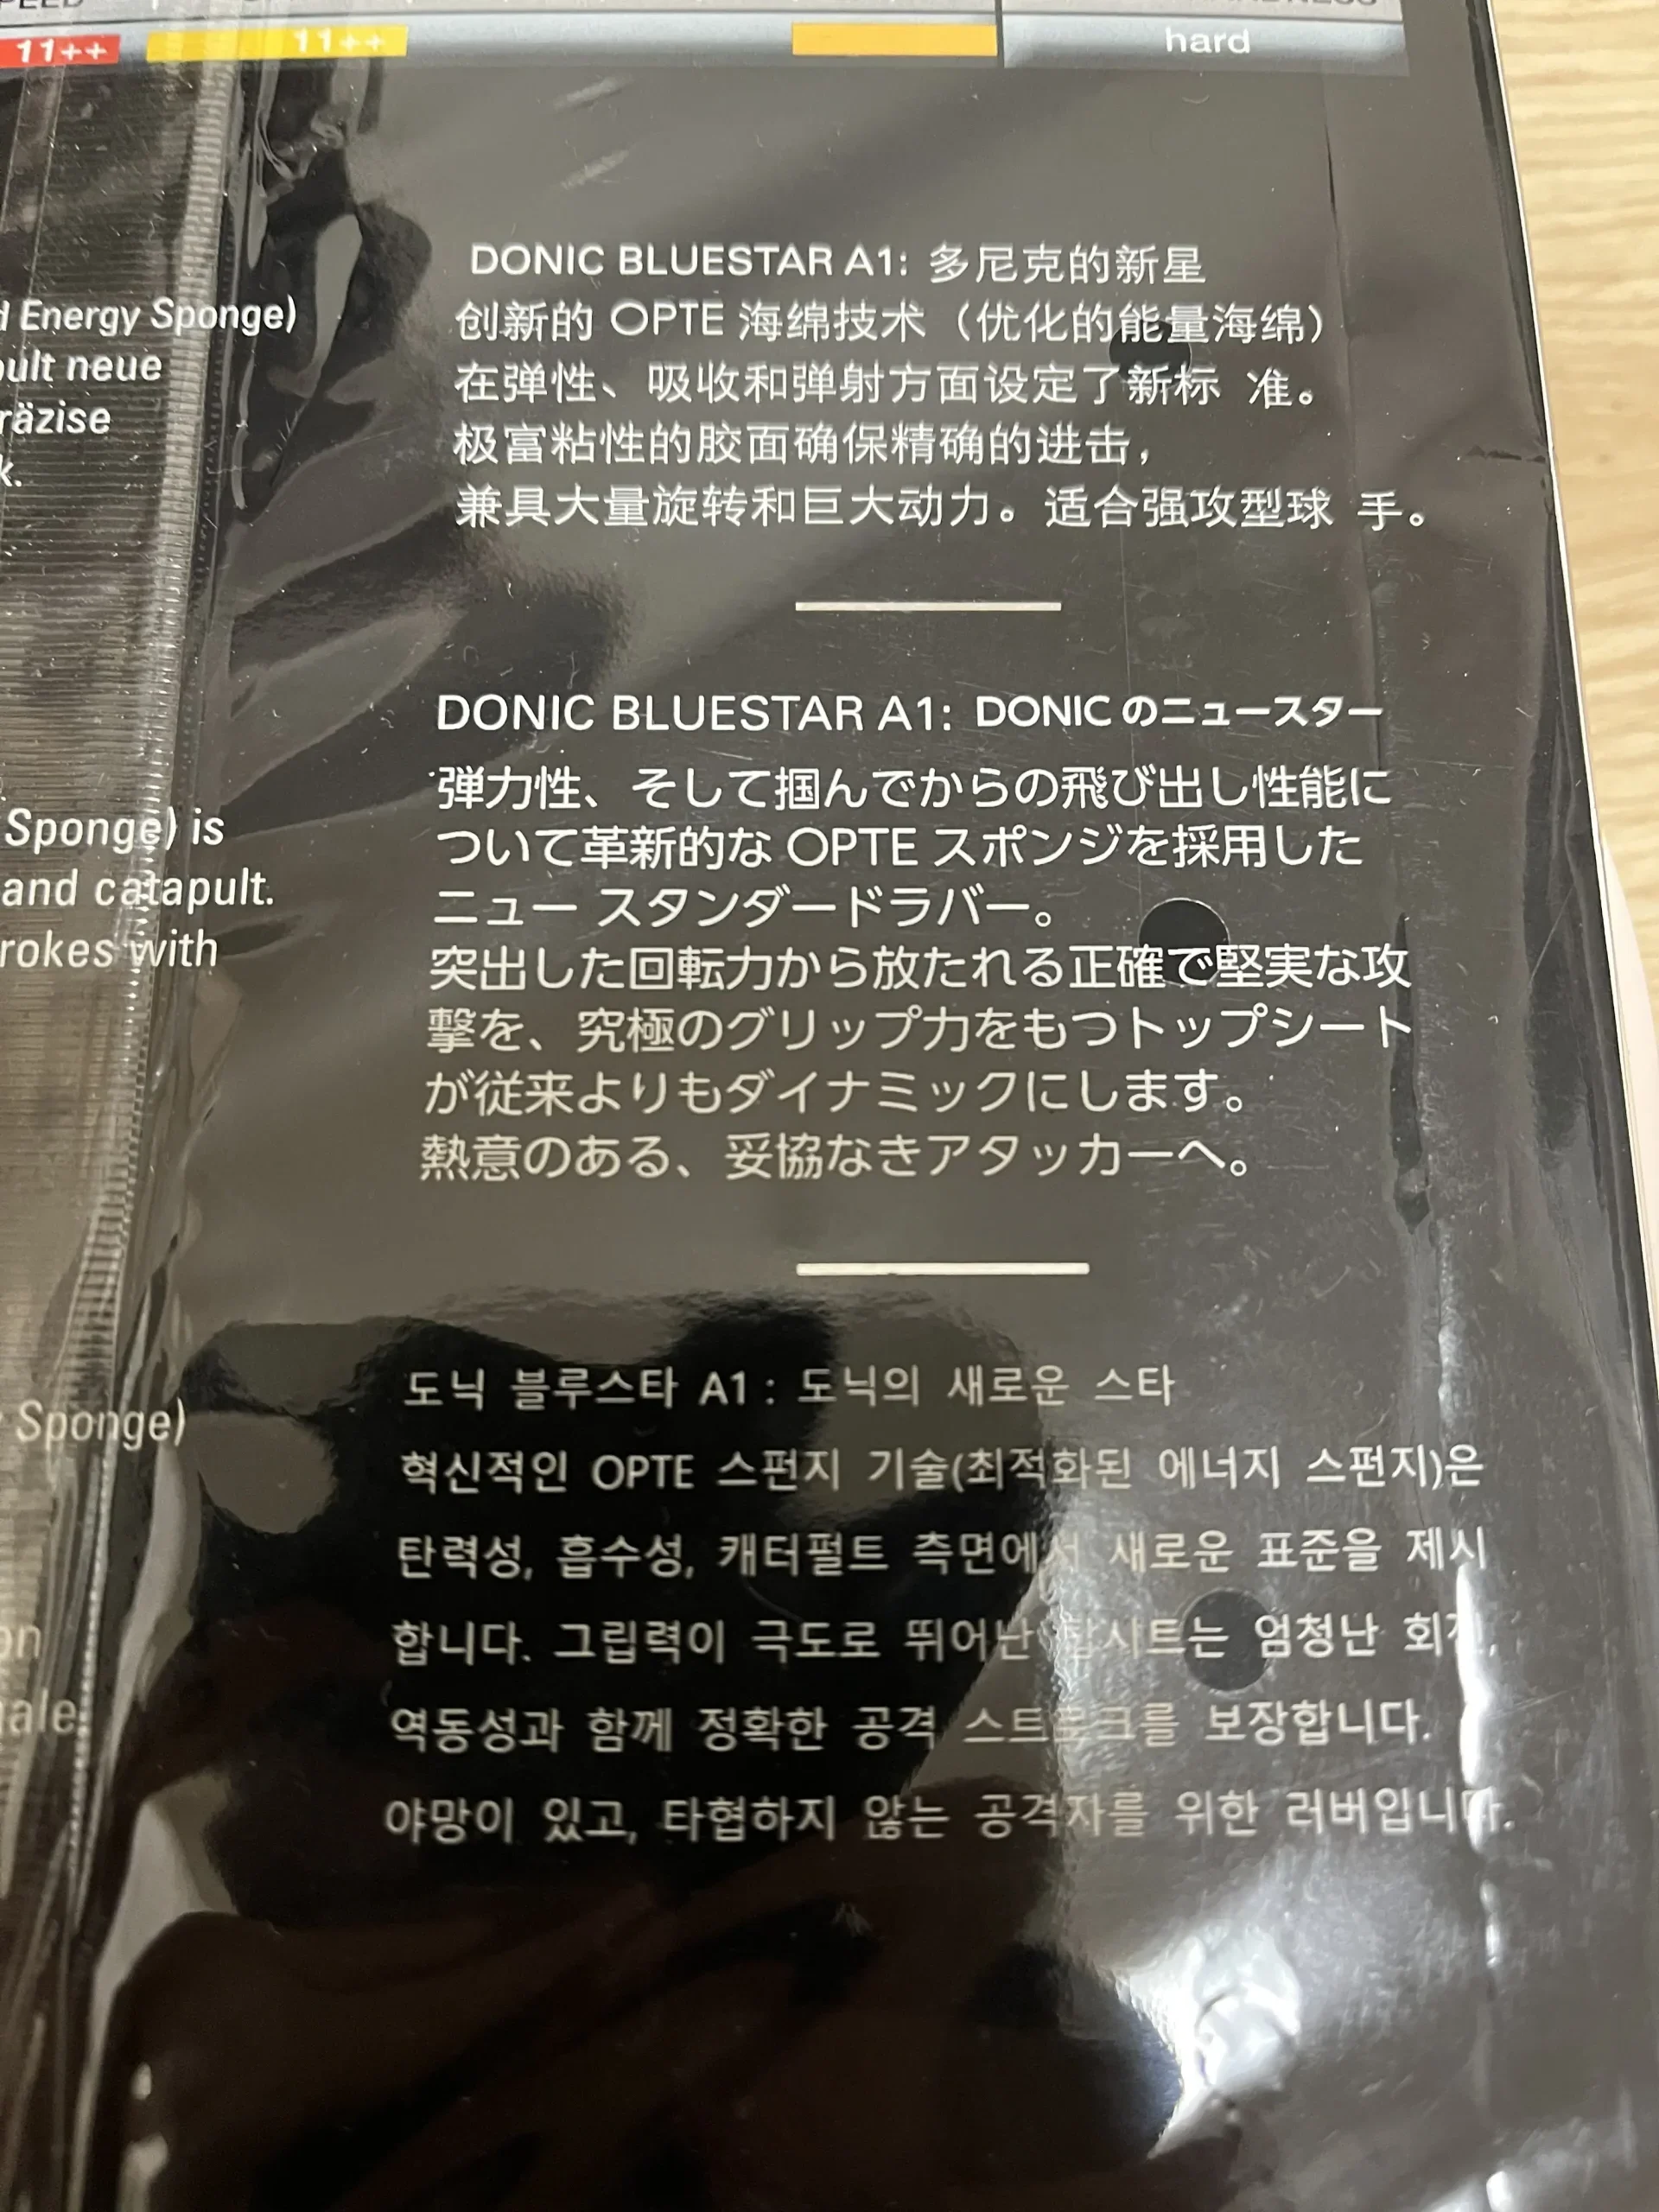 11++ 11++ hard
d Energy Sponge)
pult neue
räzise
k.
Sponge) is
and catapult.
rokes with
Sponge)
on
nale
DONIC BLUESTAR A1: 多尼克的新星
创新的 OPTE 海绵技术（优化的能量海绵）
在弹性、吸收和弹射方面设定了新标 准。
极富粘性的胶面确保精确的进击，
兼具大量旋转和巨大动力。适合强攻型球 手。
DONIC BLUESTAR A1: DONIC のニュースター
弾力性、そして掴んでからの飛び出し性能に
ついて革新的な OPTE スポンジを採用した
ニュー スタンダードラバー。
突出した回転力から放たれる正確で堅実な攻
撃を、究極のグリップ力をもつトップシート
が従来よりもダイナミックにします。
熱意のある、妥協なきアタッカーへ。
도닉 블루스타 A1 : 도닉의 새로운 스타
혁신적인 OPTE 스펀지 기술(최적화된 에너지 스펀지)은
탄력성, 흡수성, 캐터펄트 측면에서 새로운 표준을 제시
합니다. 그립력이 극도로 뛰어난 탑시트는 엄청난
역동성과 함께 정확한 공격 스트로크를 보장합니다.
야망이 있고, 타협하지 않는 공격자를 위한 러버입니다.